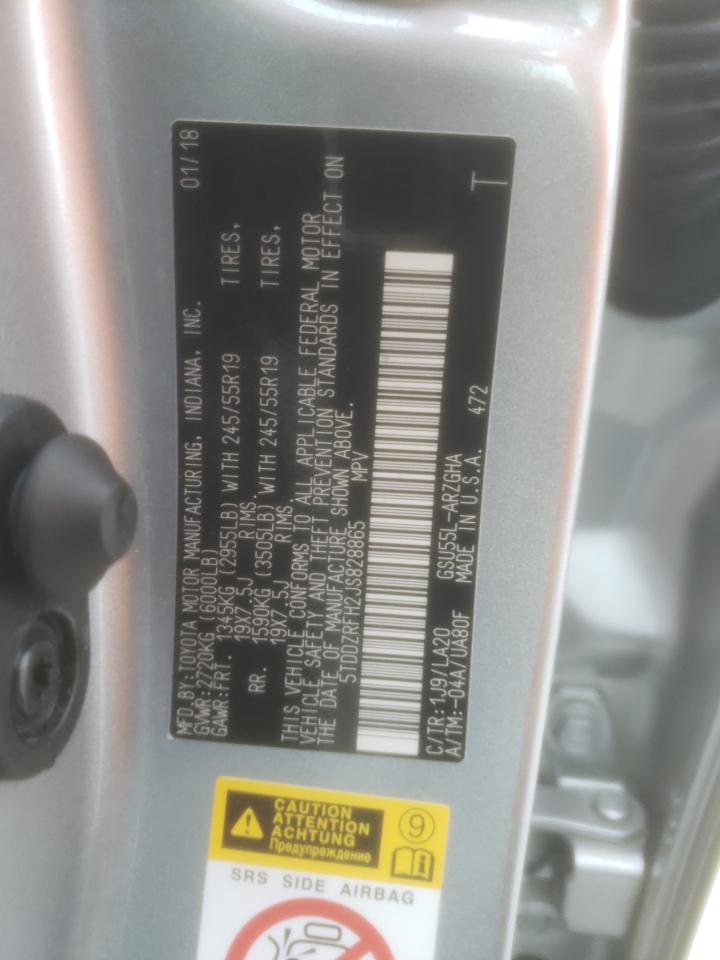 MFD.BY:TOYOTA MOTOR MANUFACTURING, INDIANA, INC. 01/18
GVWR:2720KG (6000LB)
GAWR:FRT. 1345KG (2955LB) WITH 245/55R19 TIRES,
19X7.5J RIMS.
RR. 1590KG (3505LB) WITH 245/55R19 TIRES,
19X7.5J RIMS.
THIS VEHICLE CONFORMS TO ALL APPLICABLE FEDERAL MOTOR
VEHICLE SAFETY AND THEFT PREVENTION STANDARDS IN EFFECT ON
THE DATE OF MANUFACTURE SHOWN ABOVE.
5TDDZRFH2JS828865 MPV
C/TR:1J9/LA20 GSU55L-ARZGHA
A/TM:-04A/UA80F MADE IN U.S.A. 472
T
CAUTION
ATTENTION
ACHTUNG
Предупреждение
9
SRS SIDE AIRBAG